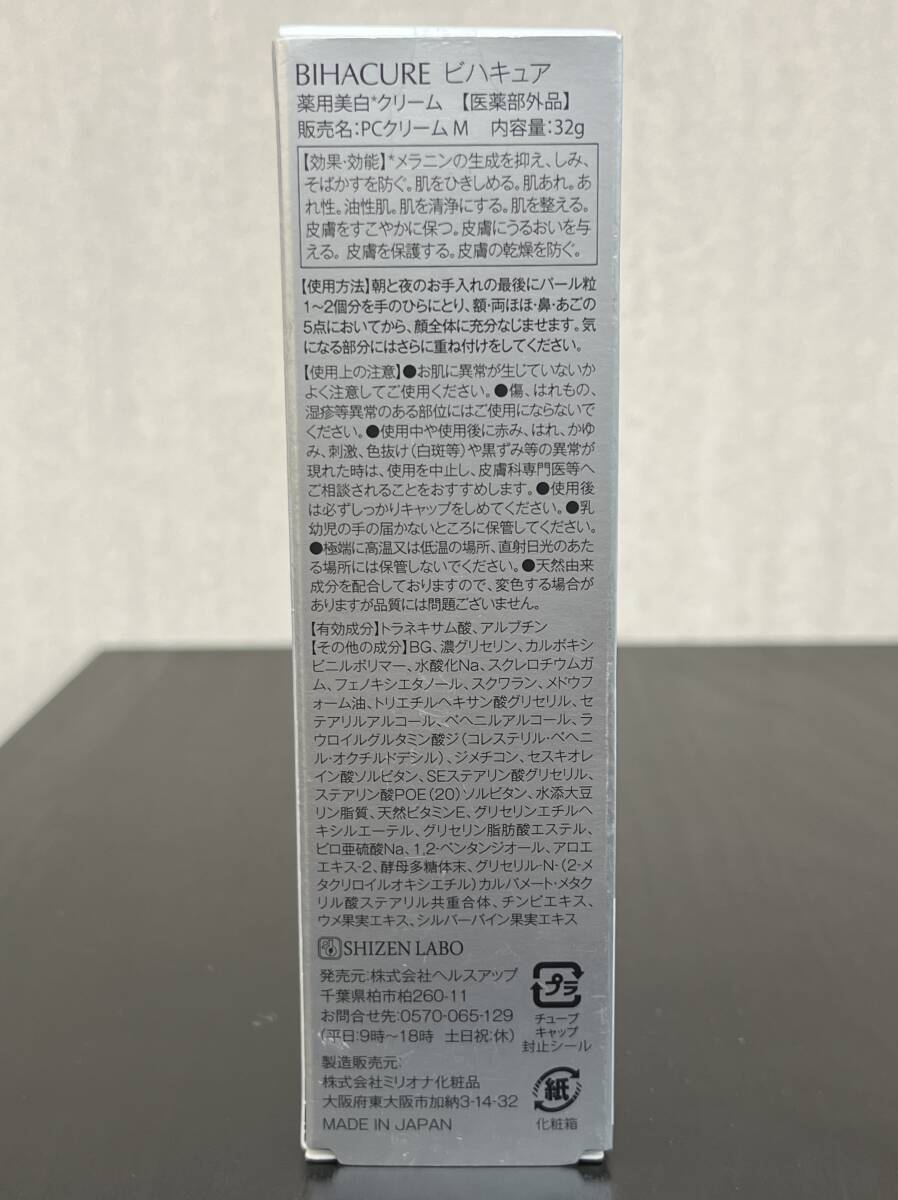 BIHACURE ビハキュア
薬用美白*クリーム 【医薬部外品】
販売名:PCクリームM 内容量:32g
【効果・効能】*メラニンの生成を抑え、しみ、
そばかすを防ぐ。肌をひきしめる。肌あれ。あ
れ性。油性肌。肌を清浄にする。肌を整える。
皮膚をすこやかに保つ。皮膚にうるおいを与
える。皮膚を保護する。皮膚の乾燥を防ぐ。
【使用方法】朝と夜のお手入れの最後にパール粒
1～2個分を手のひらにとり、額・両ほほ・鼻・あごの
5点においてから、顔全体に充分なじませます。気
になる部分にはさらに重ね付けをしてください。
【使用上の注意】●お肌に異常が生じていないか
よく注意してご使用ください。●傷、はれもの、
湿疹等異常のある部位にはご使用にならないで
ください。●使用中や使用後に赤み、はれ、かゆ
み、刺激、色抜け(白斑等)や黒ずみ等の異常が
現れた時は、使用を中止し、皮膚科専門医等へ
ご相談されることをおすすめします。●使用後
は必ずしっかりキャップをしめてください。●乳
幼児の手の届かないところに保管してください。
●極端に高温又は低温の場所、直射日光のあた
る場所には保管しないでください。●天然由来
成分を配合しておりますので、変色する場合が
ありますが品質には問題ございません。
【有効成分】トラネキサム酸、アルブチン
【その他の成分】BG、濃グリセリン、カルボキシ
ビニルポリマー、水酸化Na、スクレロチウムガ
ム、フェノキシエタノール、スクワラン、メドウフ
ォーム油、トリエチルヘキサン酸グリセリル、セ
テアリルアルコール、ベヘニルアルコール、ラ
ウロイルグルタミン酸ジ(コレステリル・ベヘニ
ル・オクチルドデシル)、ジメチコン、セスキオレ
イン酸ソルビタン、SEステアリン酸グリセリル、
ステアリン酸POE(20)ソルビタン、水添大豆
リン脂質、天然ビタミンE、グリセリンエチルヘ
キシルエーテル、グリセリン脂肪酸エステル、
ピロ亜硫酸Na、1,2-ペンタンジオール、アロエ
エキス-2、酵母多糖体末、グリセリル-N-(2-メ
タクリロイルオキシエチル)カルバメート・メタク
リル酸ステアリル共重合体、チンピエキス、
ウメ果実エキス、シルバーバイン果実エキス
SHIZEN LABO
発売元:株式会社ヘルスアップ
千葉県柏市柏260-11
お問合せ先:0570-065-129
(平日:9時～18時 土日祝:休)
製造販売元:
株式会社ミリオナ化粧品
大阪府東大阪市加納3-14-32
MADE IN JAPAN
プラ
チューブ
キャップ
封止シール
紙
化粧箱